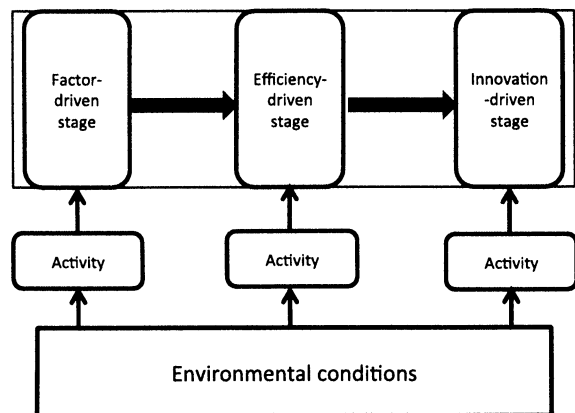 Factor-
driven
stage
Efficiency-
driven
stage
Innovation
-driven
stage
Activity
Activity
Activity
Environmental conditions